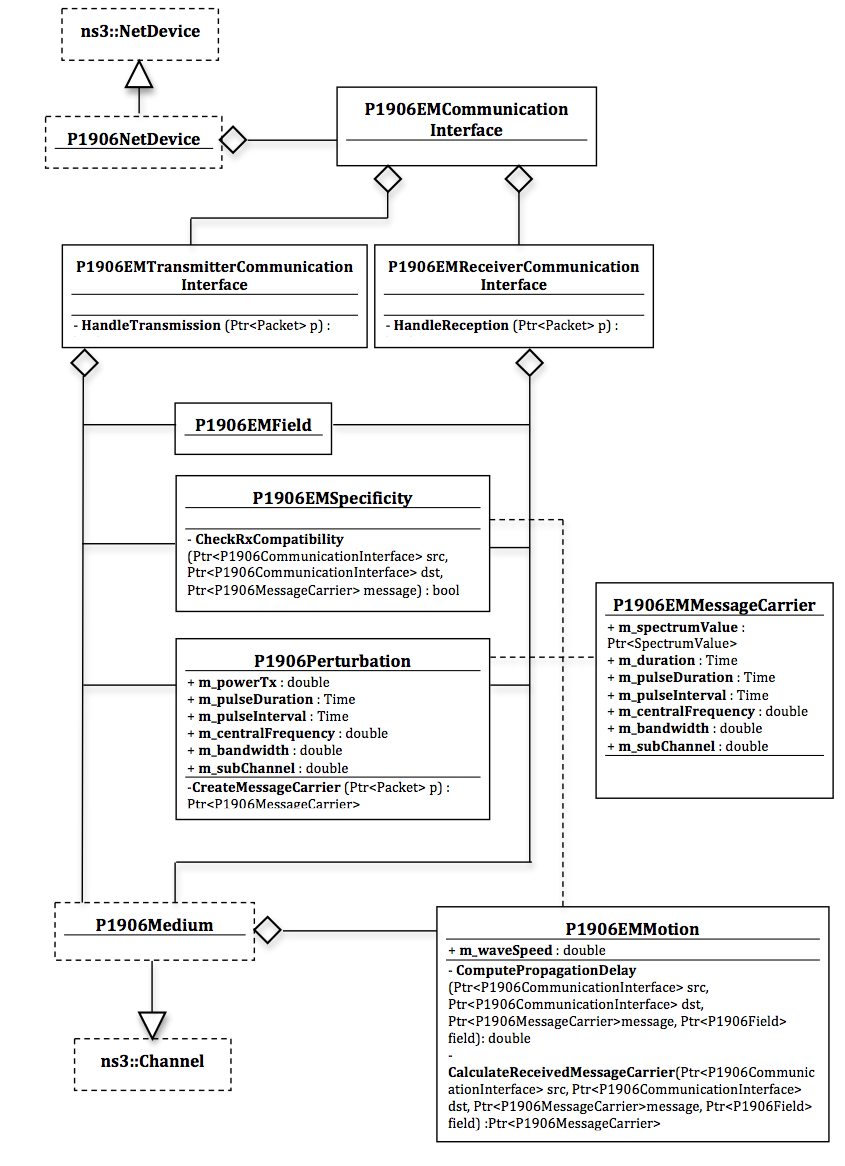 ns3::NetDevice
P1906NetDevice
P1906EMCommunication
Interface
P1906EMTransmitterCommunication
Interface
- HandleTransmission (Ptr<Packet> p) :
P1906EMReceiverCommunication
Interface
- HandleReception (Ptr<Packet> p) :
P1906EMField
P1906EMSpecificity
- CheckRxCompatibility
(Ptr<P1906CommunicationInterface> src,
Ptr<P1906CommunicationInterface> dst,
Ptr<P1906MessageCarrier> message) : bool
P1906EMMessageCarrier
+ m_spectrumValue :
Ptr<SpectrumValue>
+ m_duration : Time
+ m_pulseDuration : Time
+ m_pulseInterval : Time
+ m_centralFrequency : double
+ m_bandwidth : double
+ m_subChannel : double
P1906Perturbation
+ m_powerTx : double
+ m_pulseDuration : Time
+ m_pulseInterval : Time
+ m_centralFrequency : double
+ m_bandwidth : double
+ m_subChannel : double
-CreateMessageCarrier (Ptr<Packet> p) :
Ptr<P1906MessageCarrier>
P1906Medium
ns3::Channel
P1906EMMotion
+ m_waveSpeed : double
- ComputePropagationDelay
(Ptr<P1906CommunicationInterface> src,
Ptr<P1906CommunicationInterface> dst,
Ptr<P1906MessageCarrier>message, Ptr<P1906Field>
field): double
-
CalculateReceivedMessageCarrier(Ptr<P1906Communic
ationInterface> src, Ptr<P1906CommunicationInterface>
dst, Ptr<P1906MessageCarrier>message, Ptr<P1906Field>
field) :Ptr<P1906MessageCarrier>